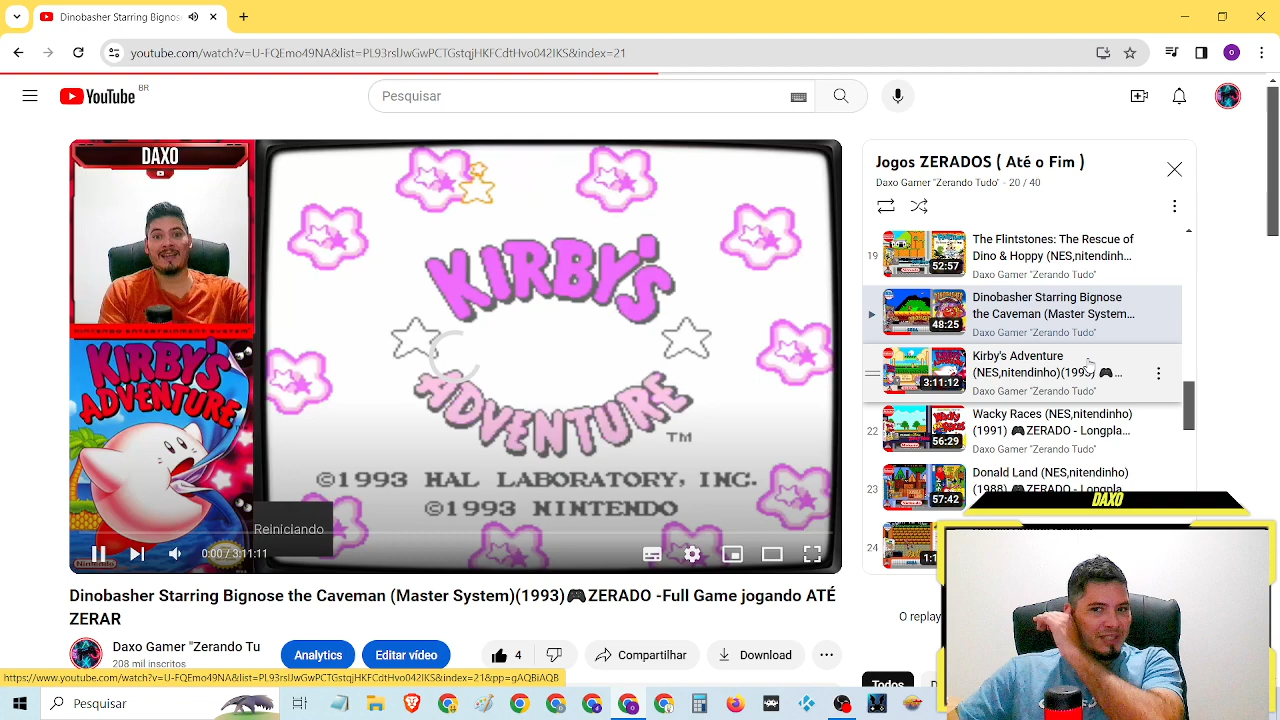 Dinobasher Starring Bignos
youtube.com/watch?v=U-FQEmo49NA&list=PL93rslJwGwPCTGstqjHKFCdtHvo042IKS&index=21
YouTube BR
Pesquisar
DAXO
KIRBY'S
ADVENTURE
TM
©1993 HAL LABORATORY, INC.
©1993 NINTENDO
NINTENDO ENTERTAINMENT SYSTEM
KIRBY'S
ADVENTURE
Nintendo
Reiniciando
0:00 / 3:11:11
Jogos ZERADOS ( Até o Fim )
Daxo Gamer "Zerando Tudo" - 20 / 40
19
52:57
The Flintstones: The Rescue of
Dino & Hoppy (NES,nitendinh...
Daxo Gamer "Zerando Tudo"
48:25
Dinobasher Starring Bignose
the Caveman (Master System...
Daxo Gamer "Zerando Tudo"
3:11:12
Kirby's Adventure
(NES,nitendinho)(1993) 🎮...
Daxo Gamer "Zerando Tudo"
22
56:29
Wacky Races (NES,nitendinho)
(1991) 🎮ZERADO - Longpla...
Daxo Gamer "Zerando Tudo"
23
57:42
Donald Land (NES,nitendinho)
(1988) 🎮ZERADO - Longpla
24
DAXO
Dinobasher Starring Bignose the Caveman (Master System)(1993)🎮ZERADO -Full Game jogando ATÉ
ZERAR
Daxo Gamer "Zerando Tu
208 mil inscritos
Analytics
Editar vídeo
4
Compartilhar
Download
O replay
Todos
https://www.youtube.com/watch?v=U-FQEmo49NA&list=PL93rslJwGwPCTGstqjHKFCdtHvo042IKS&index=21&pp=gAQBiAQB
Pesquisar